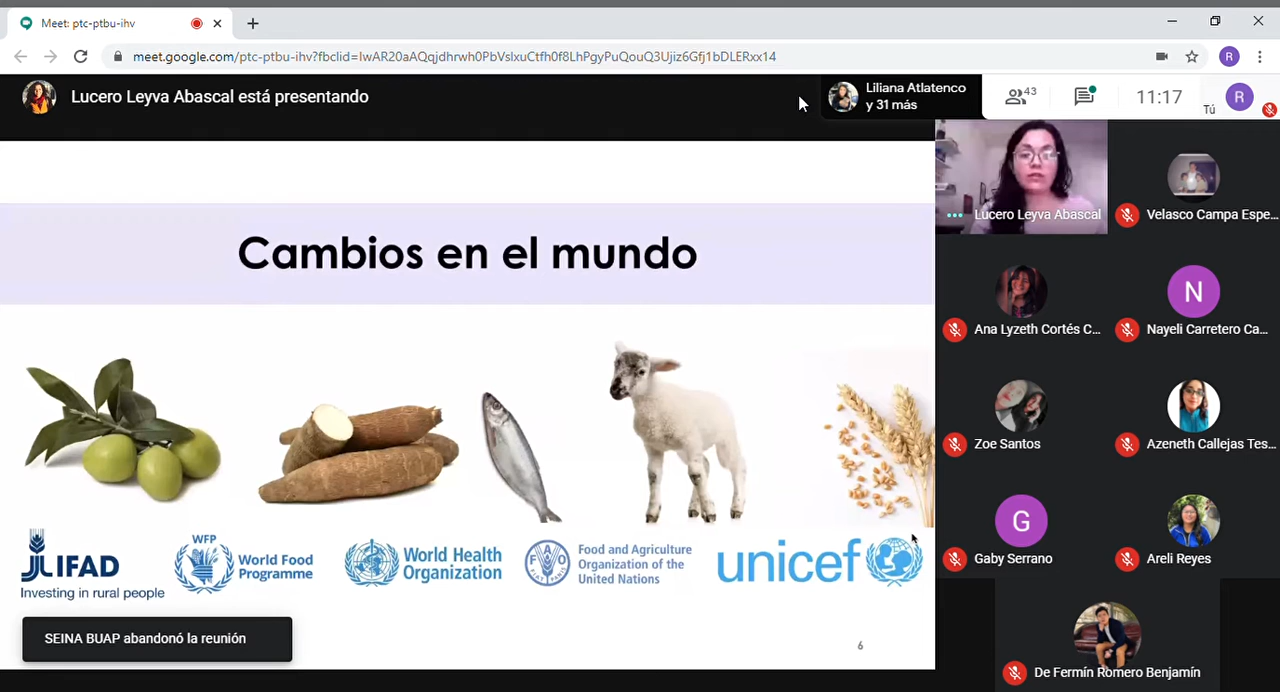 Meet: ptc-ptbu-ihv
meet.google.com/ptc-ptbu-ihv?fbclid=IwAR20aAQqjdhrwh0PbVslxuCtfh0f8LhPgyPuQouQ3Ujiz6Gfj1bDLERxx14
R
Lucero Leyva Abascal está presentando
Liliana Atlatenco
y 31 más
43
11:17
Tú
R
Cambios en el mundo
IFAD
Investing in rural people
WFP
World Food
Programme
World Health
Organization
FAO
FIAT PANIS
Food and Agriculture
Organization of the
United Nations
unicef
SEINA BUAP abandonó la reunión
6
Lucero Leyva Abascal
Velasco Campa Espe...
Ana Lyzeth Cortés C...
N
Nayeli Carretero Ca...
Zoe Santos
Azeneth Callejas Tes...
G
Gaby Serrano
Areli Reyes
De Fermín Romero Benjamín